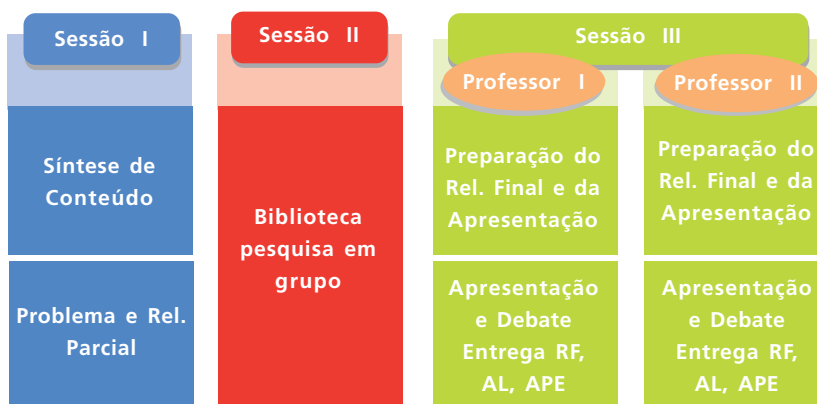 Sessão I
Síntese de
Conteúdo
Problema e Rel.
Parcial
Sessão II
Biblioteca
pesquisa em
grupo
Sessão III
Professor I
Preparação do
Rel. Final e da
Apresentação
Apresentação
e Debate
Entrega RF,
AL, APE
Professor II
Preparação do
Rel. Final e da
Apresentação
Apresentação
e Debate
Entrega RF,
AL, APE